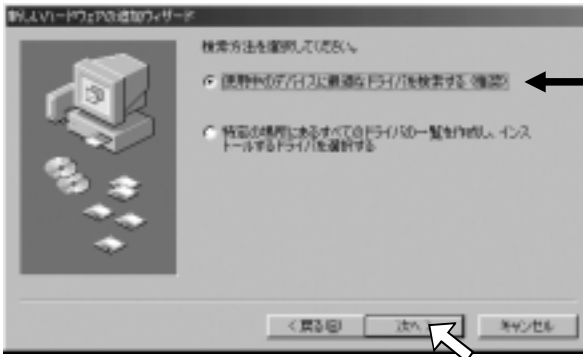 新しいハードウェアの追加ウィザード
検索方法を選択してください。
使用中のデバイスに最適なドライバを検索する (推奨)
特定の場所にあるすべてのドライバの一覧を作成し、インス
トールするドライバを選択する
< 戻る(B)
次へ
キャンセル